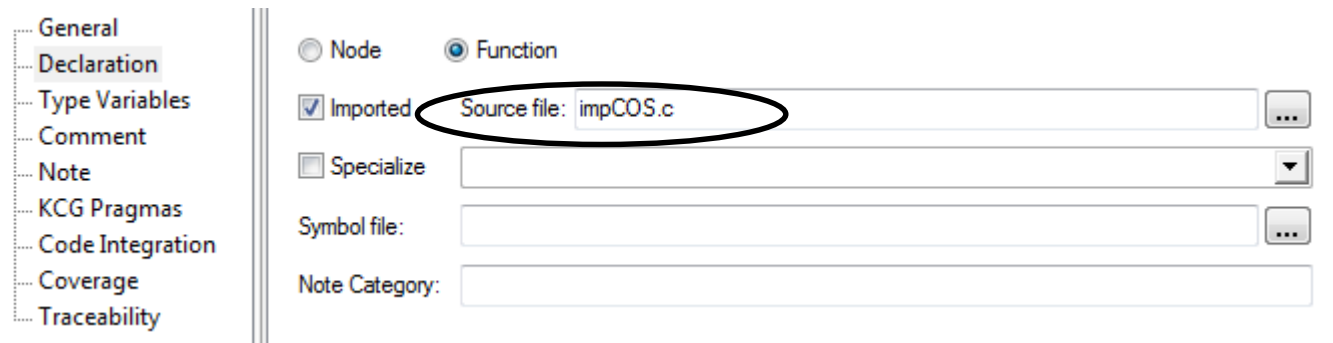 General
Declaration
Type Variables
Comment
Note
KCG Pragmas
Code Integration
Coverage
Traceability
Node Function
Imported Source file: impCOS.c ...
Specialize
Symbol file: ...
Note Category: